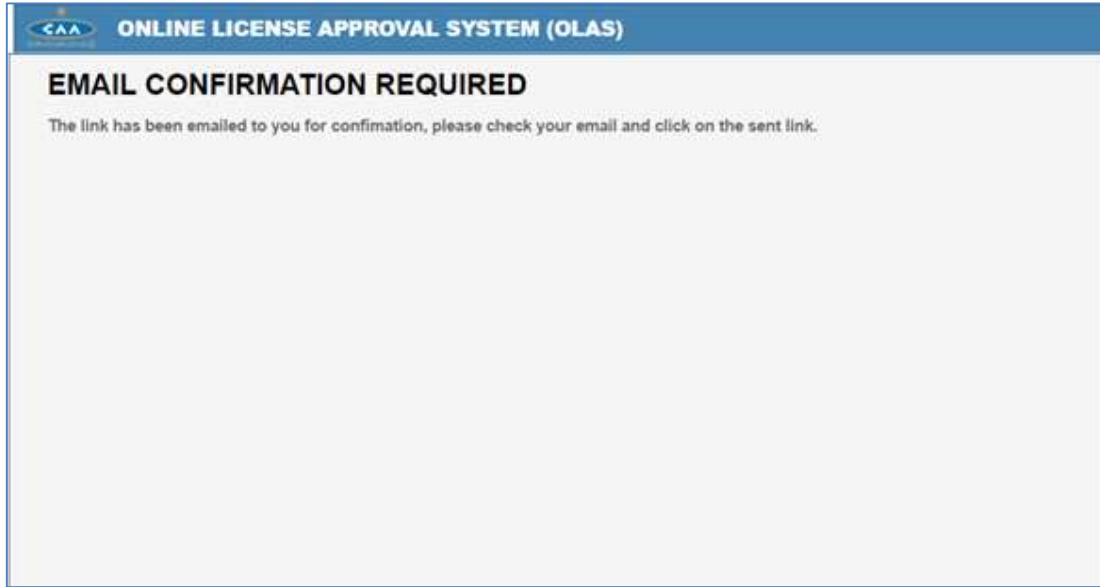 CAA
ONLINE LICENSE APPROVAL SYSTEM (OLAS)
EMAIL CONFIRMATION REQUIRED
The link has been emailed to you for confimation, please check your email and click on the sent link.